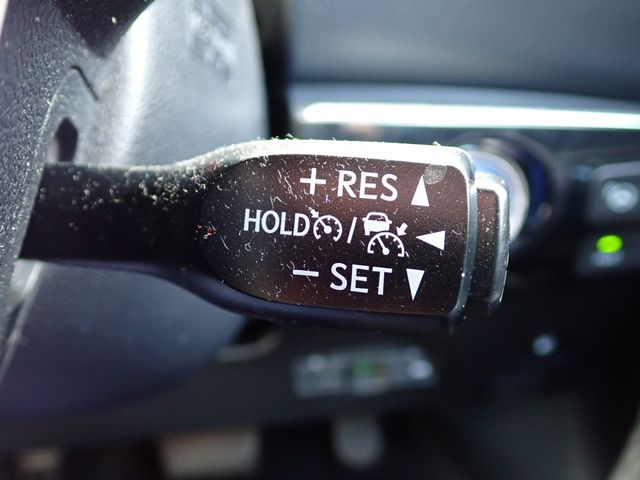 + RES
HOLD /
− SET